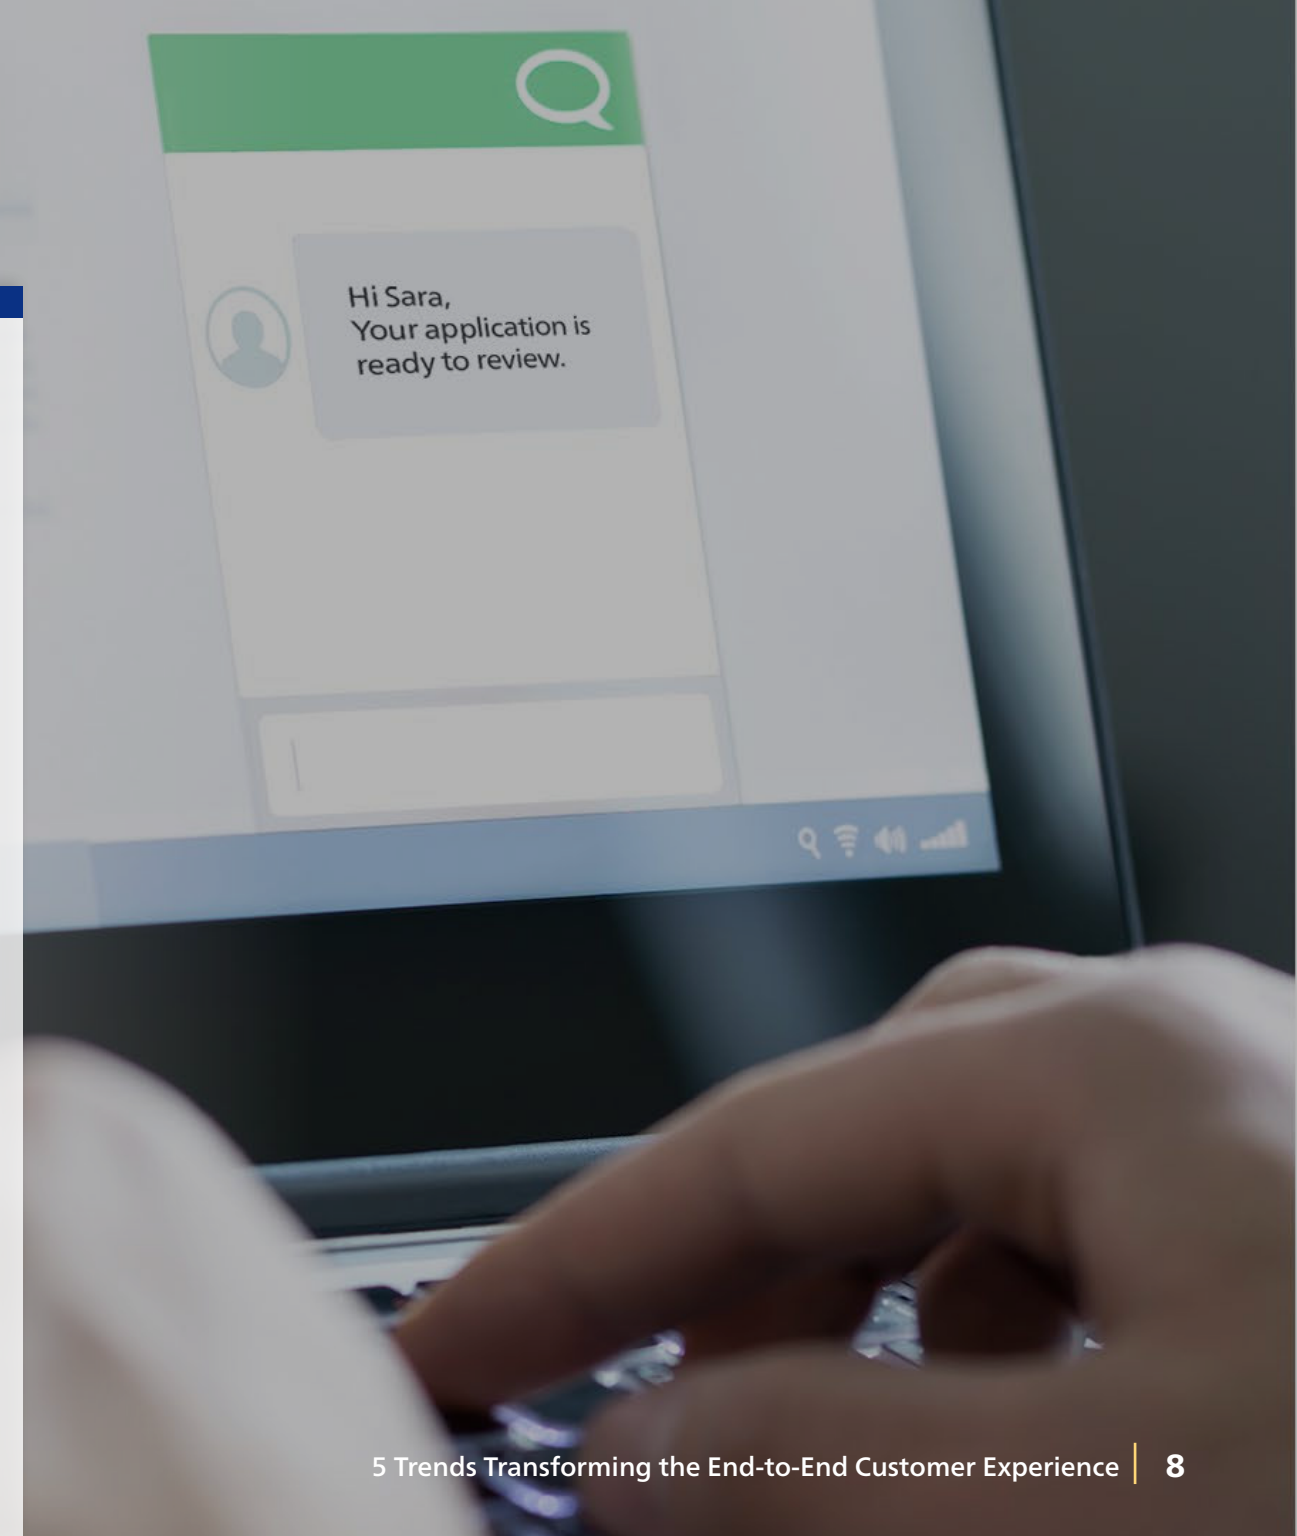 Hi Sara,
Your application is
ready to review.
5 Trends Transforming the End-to-End Customer Experience 8